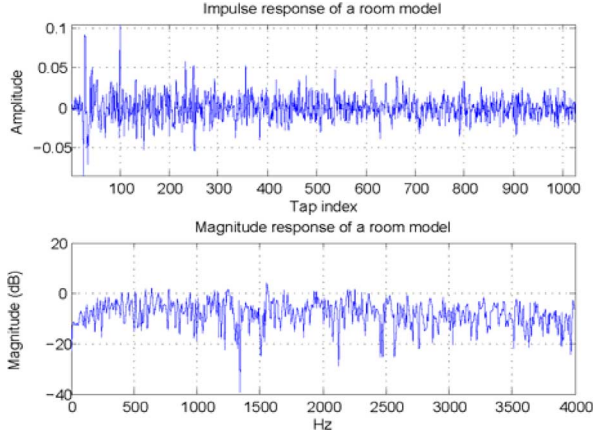 Impulse response of a room model
0.1
0.05
0
−0.05
Amplitude
100 200 300 400 500 600 700 800 900 1000
Tap index
Magnitude response of a room model
20
0
−20
−40
Magnitude (dB)
0 500 1000 1500 2000 2500 3000 3500 4000
Hz